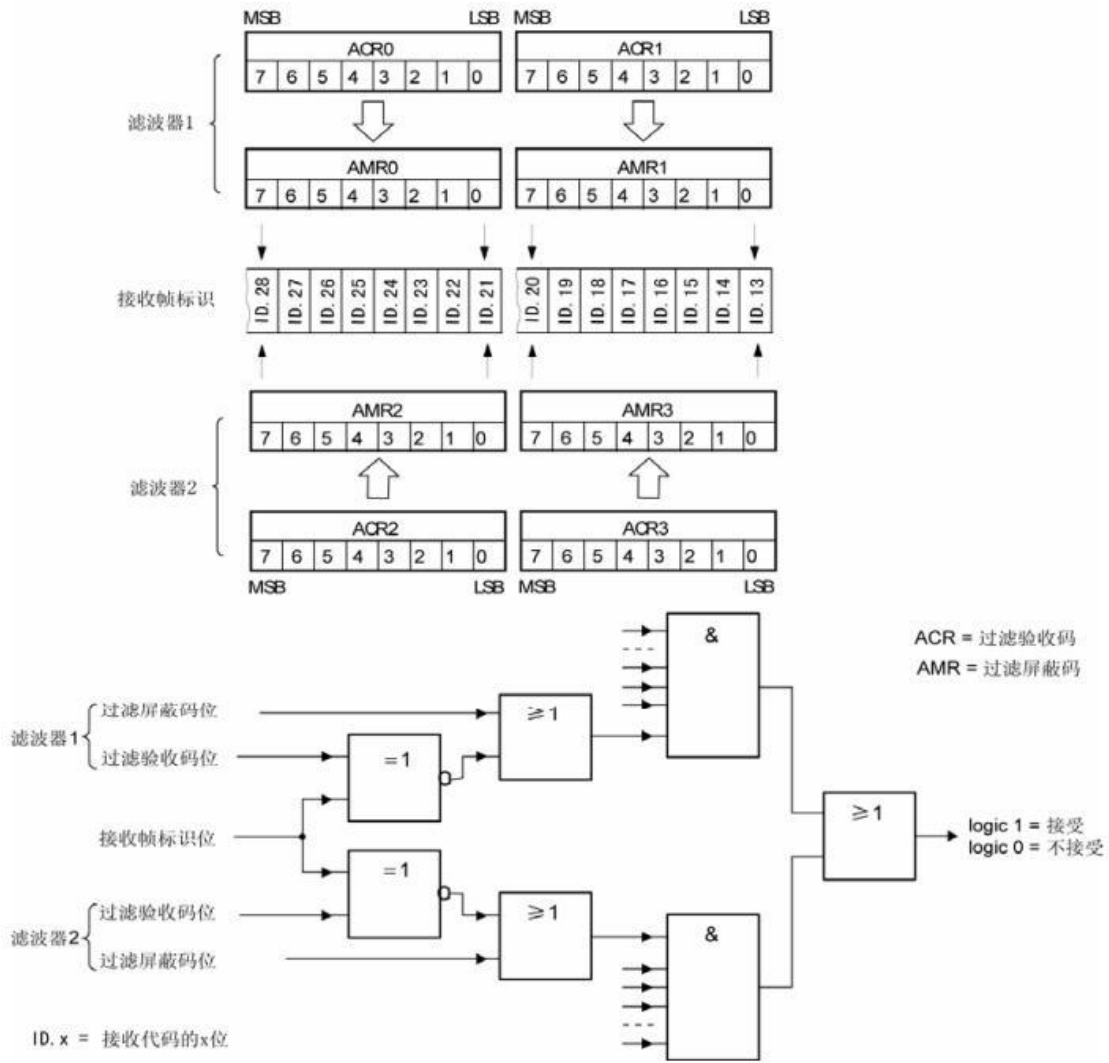 MSB LSB MSB LSB
ACR0 ACR1
7 6 5 4 3 2 1 0 7 6 5 4 3 2 1 0
滤波器1
AMR0 AMR1
7 6 5 4 3 2 1 0 7 6 5 4 3 2 1 0
接收帧标识
ID.28 ID.27 ID.26 ID.25 ID.24 ID.23 ID.22 ID.21 ID.20 ID.19 ID.18 ID.17 ID.16 ID.15 ID.14 ID.13
AMR2 AMR3
7 6 5 4 3 2 1 0 7 6 5 4 3 2 1 0
滤波器2
ACR2 ACR3
7 6 5 4 3 2 1 0 7 6 5 4 3 2 1 0
MSB LSB MSB LSB
&
ACR = 过滤验收码
AMR = 过滤屏蔽码
滤波器1
过滤屏蔽码位
≥1
过滤验收码位
=1
接收帧标识位
≥1
logic 1 = 接受
logic 0 = 不接受
=1
滤波器2
过滤验收码位
≥1
&
过滤屏蔽码位
ID.x = 接收代码的x位